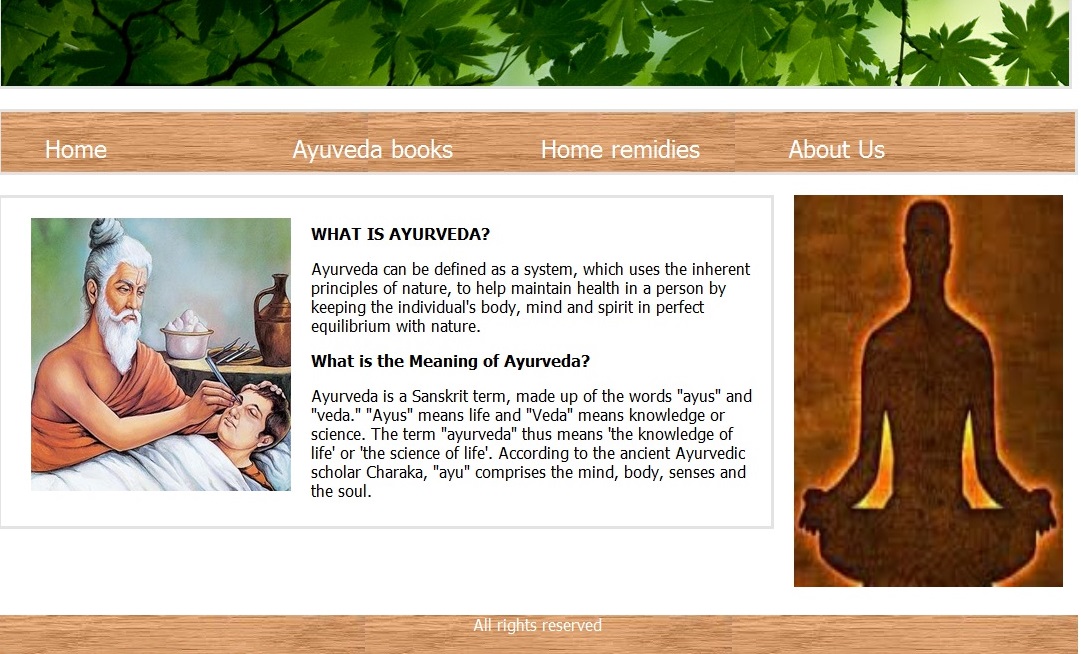 Home Ayuveda books Home remidies About Us
WHAT IS AYURVEDA?
Ayurveda can be defined as a system, which uses the inherent
principles of nature, to help maintain health in a person by
keeping the individual's body, mind and spirit in perfect
equilibrium with nature.
What is the Meaning of Ayurveda?
Ayurveda is a Sanskrit term, made up of the words "ayus" and
"veda." "Ayus" means life and "Veda" means knowledge or
science. The term "ayurveda" thus means 'the knowledge of
life' or 'the science of life'. According to the ancient Ayurvedic
scholar Charaka, "ayu" comprises the mind, body, senses and
the soul.
All rights reserved